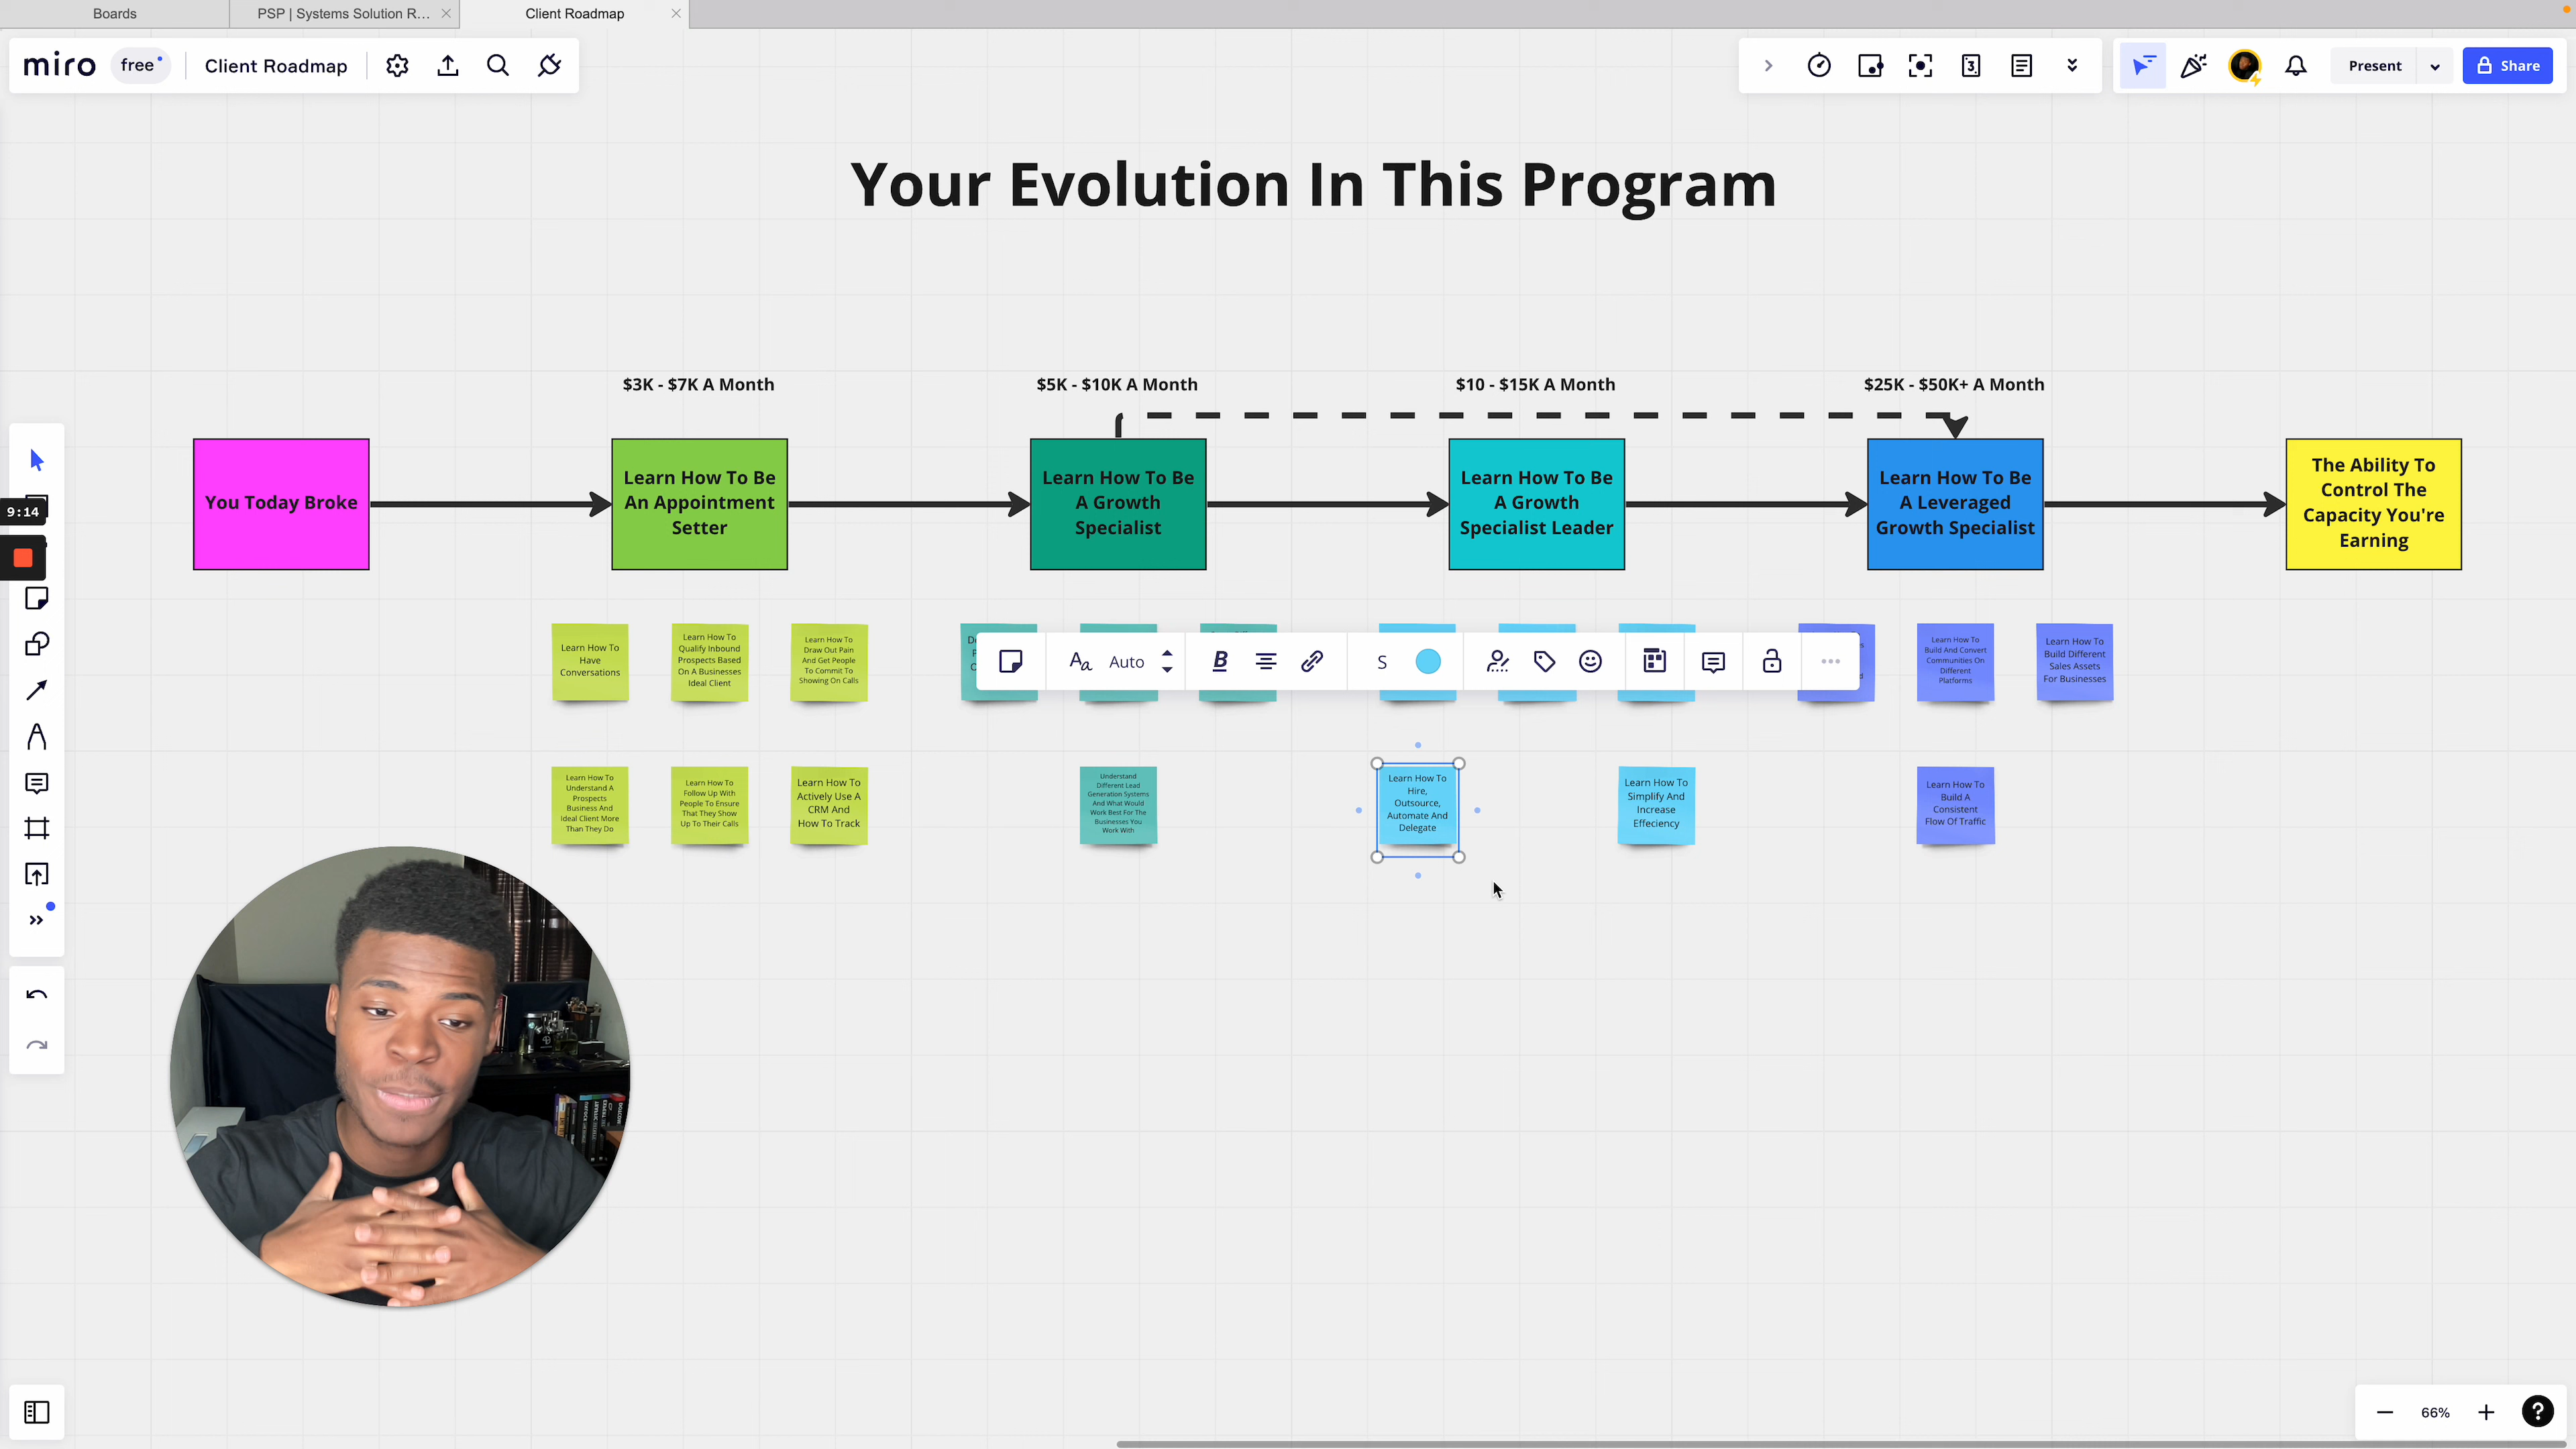 Boards
PSP | Systems Solution R...
Client Roadmap
miro
free
Client Roadmap
Present
Share
Your Evolution In This Program
$3K - $7K A Month
$5K - $10K A Month
$10 - $15K A Month
$25K - $50K+ A Month
You Today Broke
Learn How To Be
An Appointment
Setter
Learn How To Be
A Growth
Specialist
Learn How To Be
A Growth
Specialist Leader
Learn How To Be
A Leveraged
Growth Specialist
The Ability To
Control The
Capacity You're
Earning
9:14
Learn How To
Have
Conversations
Learn How To
Qualify Inbound
Prospects Based
On A Businesses
Ideal Client
Learn How To
Draw Out Pain
And Get People
To Commit To
Showing On Calls
Auto
B
S
Learn How To
Build And Convert
Communities On
Different
Platforms
Learn How To
Build Different
Sales Assets
For Businesses
Learn How To
Understand A
Prospects
Business And
Ideal Client More
Than They Do
Learn How To
Follow Up With
People To Ensure
That They Show
Up To Their Calls
Learn How To
Actively Use A
CRM And
How To Track
Understand
Different Lead
Generation Systems
And What Would
Work Best For The
Businesses You
Work With
Learn How To
Hire,
Outsource,
Automate And
Delegate
Learn How To
Simplify And
Increase
Effeciency
Learn How To
Build A
Consistent
Flow Of Traffic
66%